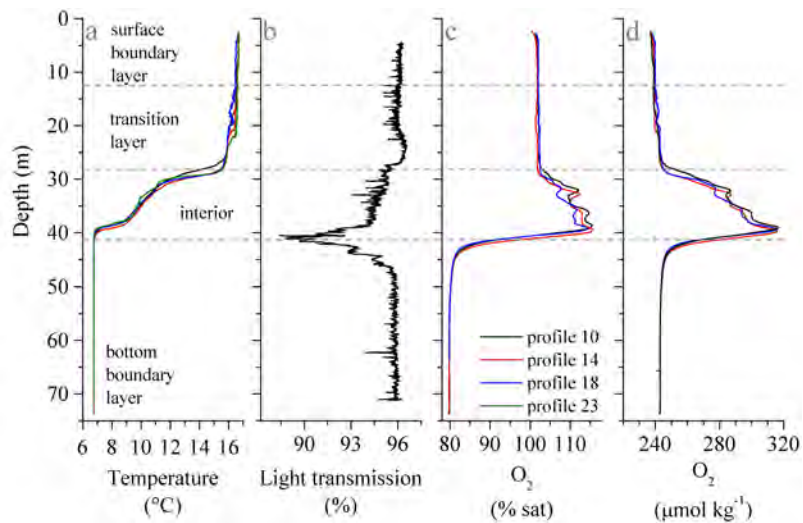 a
b
c
d
0
10
20
30
40
50
60
70
Depth (m)
surface
boundary
layer
transition
layer
interior
bottom
boundary
layer
profile 10
profile 14
profile 18
profile 23
6 8 10 12 14 16
90 93 96
80 90 100 110
240 280 320
Temperature
(°C)
Light transmission
(%)
O₂
(% sat)
O₂
(μmol kg⁻¹)